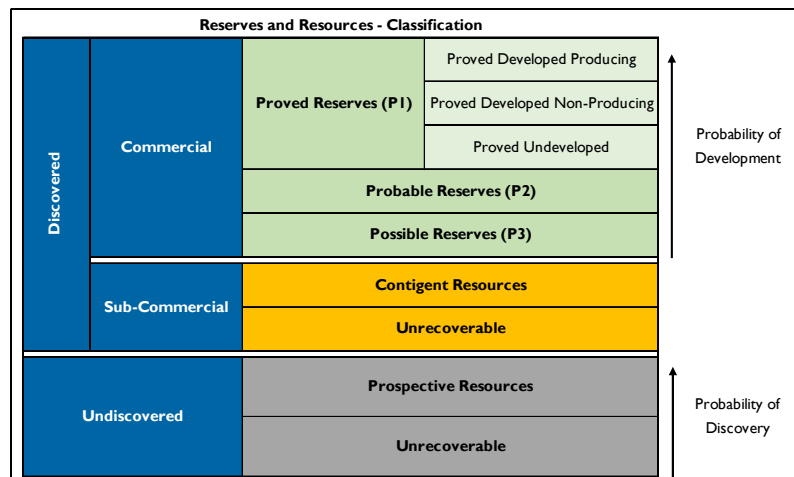 Reserves and Resources - Classification
Discovered
Commercial
Proved Reserves (P1)
Proved Developed Producing
Proved Developed Non-Producing
Proved Undeveloped
Probable Reserves (P2)
Possible Reserves (P3)
Probability of
Development
Sub-Commercial
Contigent Resources
Unrecoverable
Undiscovered
Prospective Resources
Unrecoverable
Probability of
Discovery